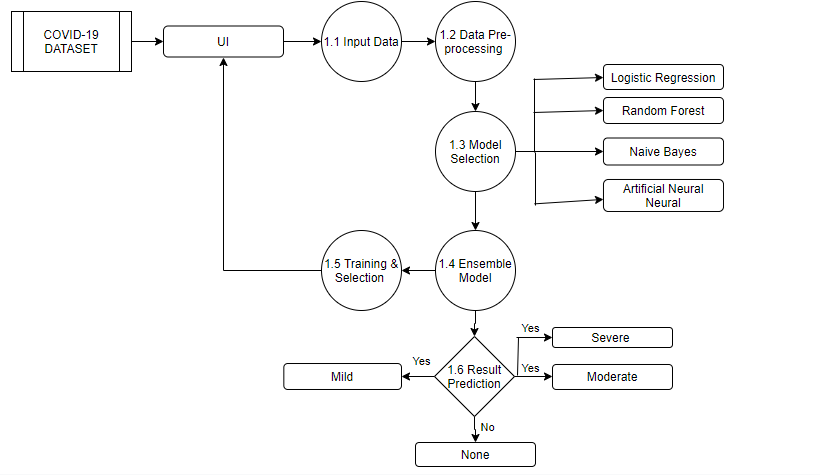 COVID-19
DATASET
UI
1.1 Input Data
1.2 Data Pre-
processing
Logistic Regression
Random Forest
1.3 Model
Selection
Naive Bayes
Artificial Neural
Neural
1.5 Training &
Selection
1.4 Ensemble
Model
Yes
Severe
Yes
Mild
1.6 Result
Prediction
Yes
Moderate
No
None